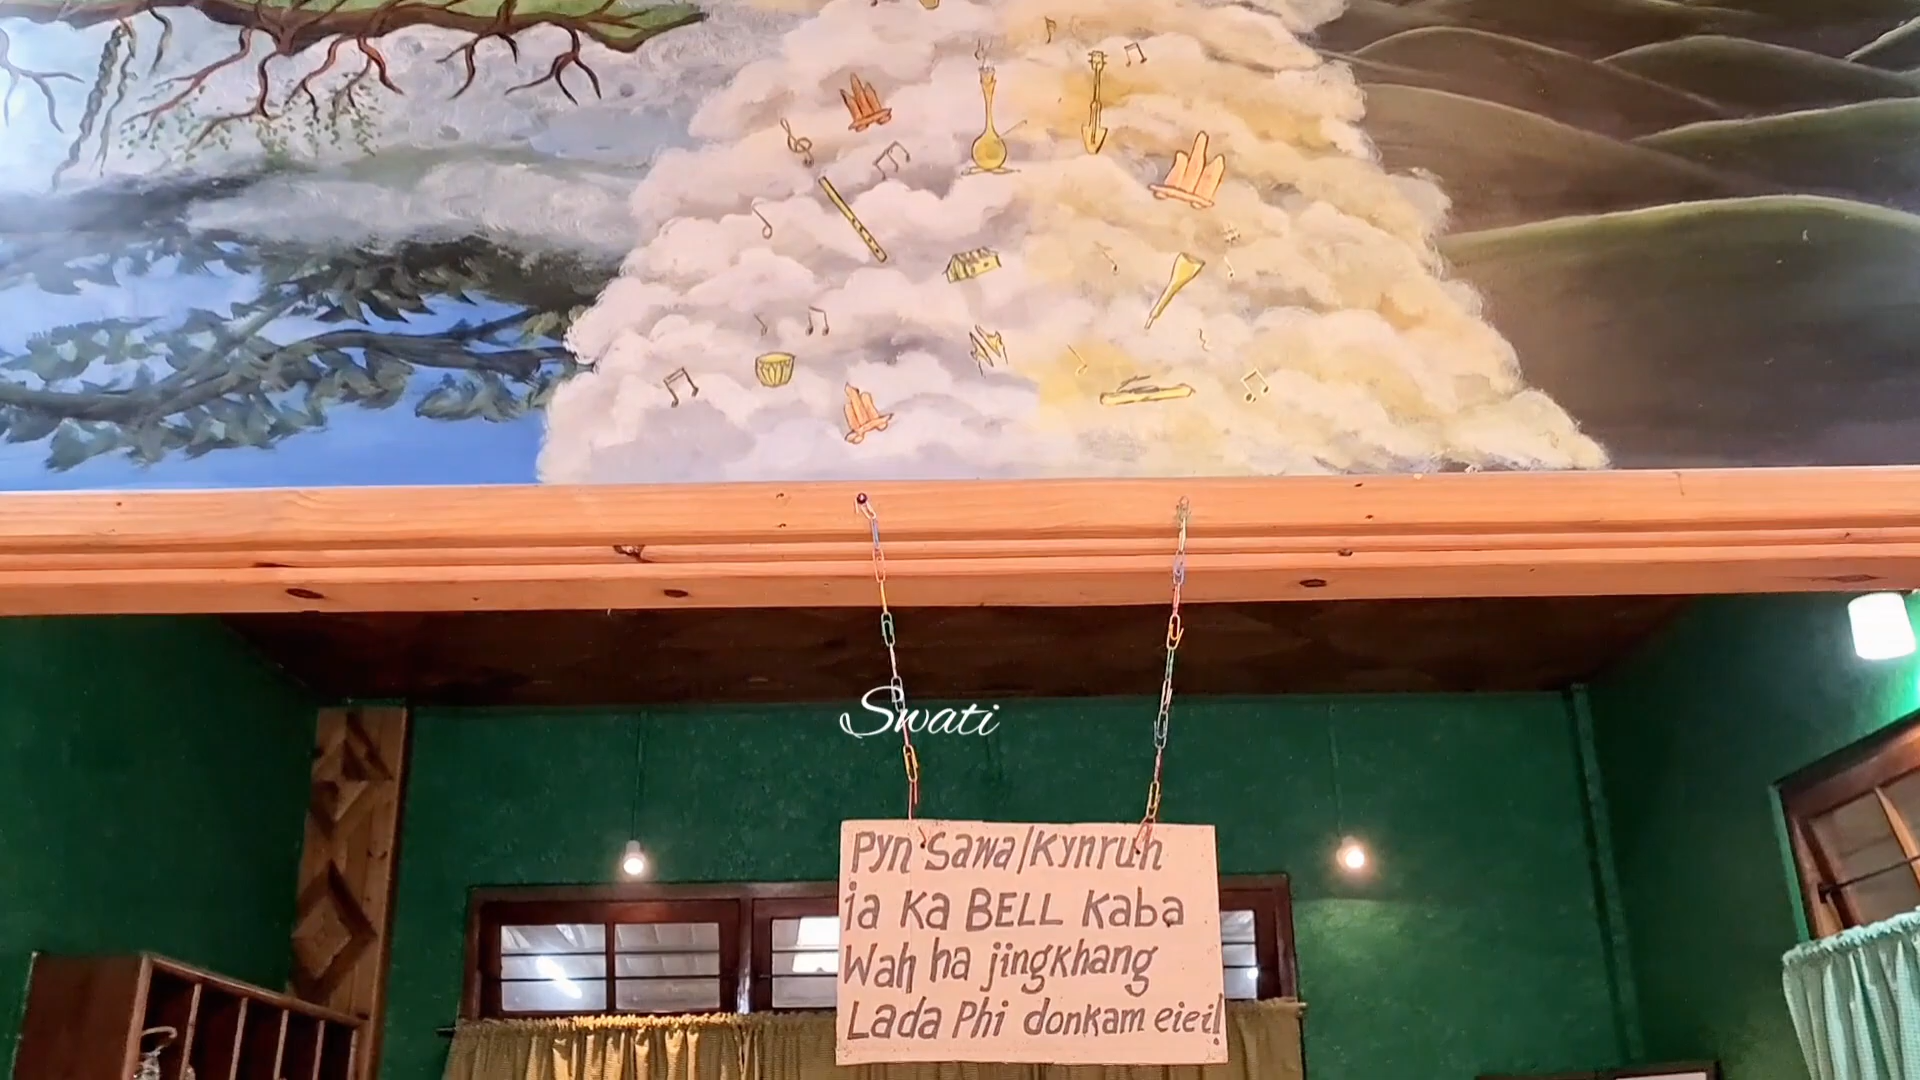 Swati
Pyn Sawa/Kynruh
ia Ka BELL Kaba
Wah ha jingkhang
Lada Phi donkam eiei!